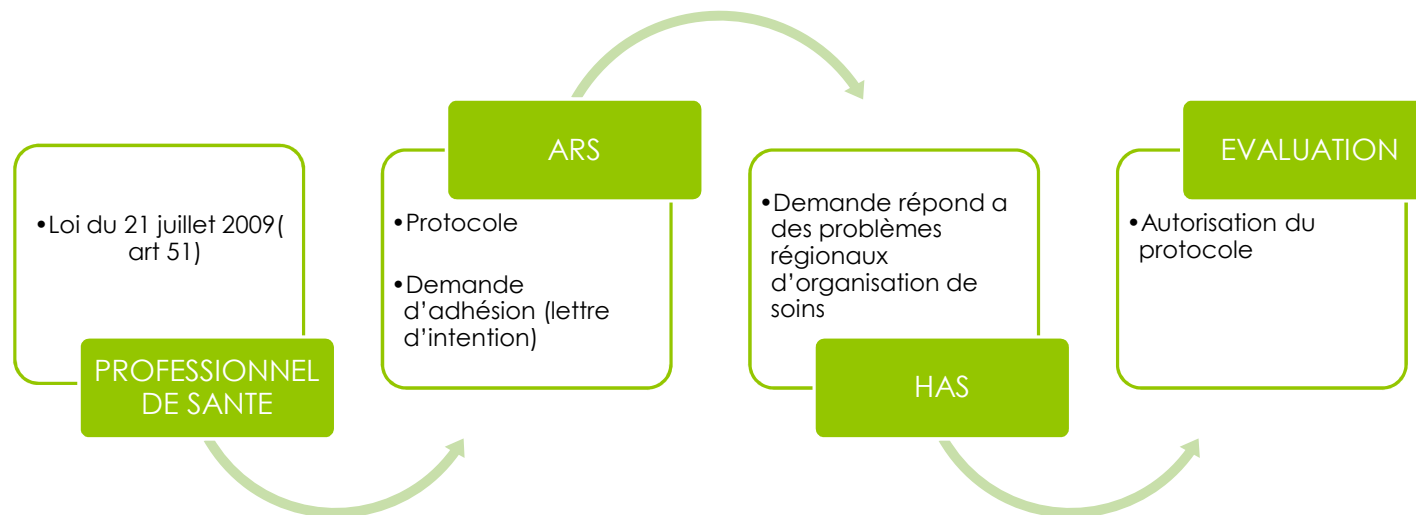 •Loi du 21 juillet 2009(
art 51)
PROFESSIONNEL
DE SANTE
ARS
•Protocole
•Demande
d’adhésion (lettre
d’intention)
•Demande répond a
des problèmes
régionaux
d’organisation de
soins
HAS
EVALUATION
•Autorisation du
protocole